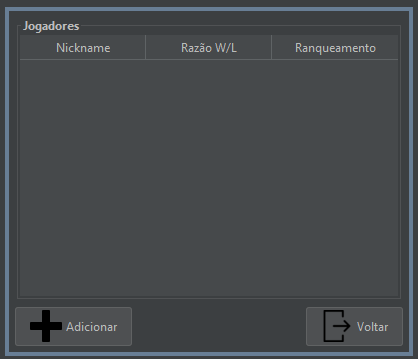 Jogadores
Nickname Razão W/L Ranqueamento
Adicionar Voltar